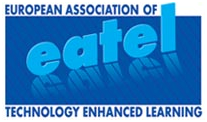 EUROPEAN ASSOCIATION OF
eatel
TECHNOLOGY ENHANCED LEARNING